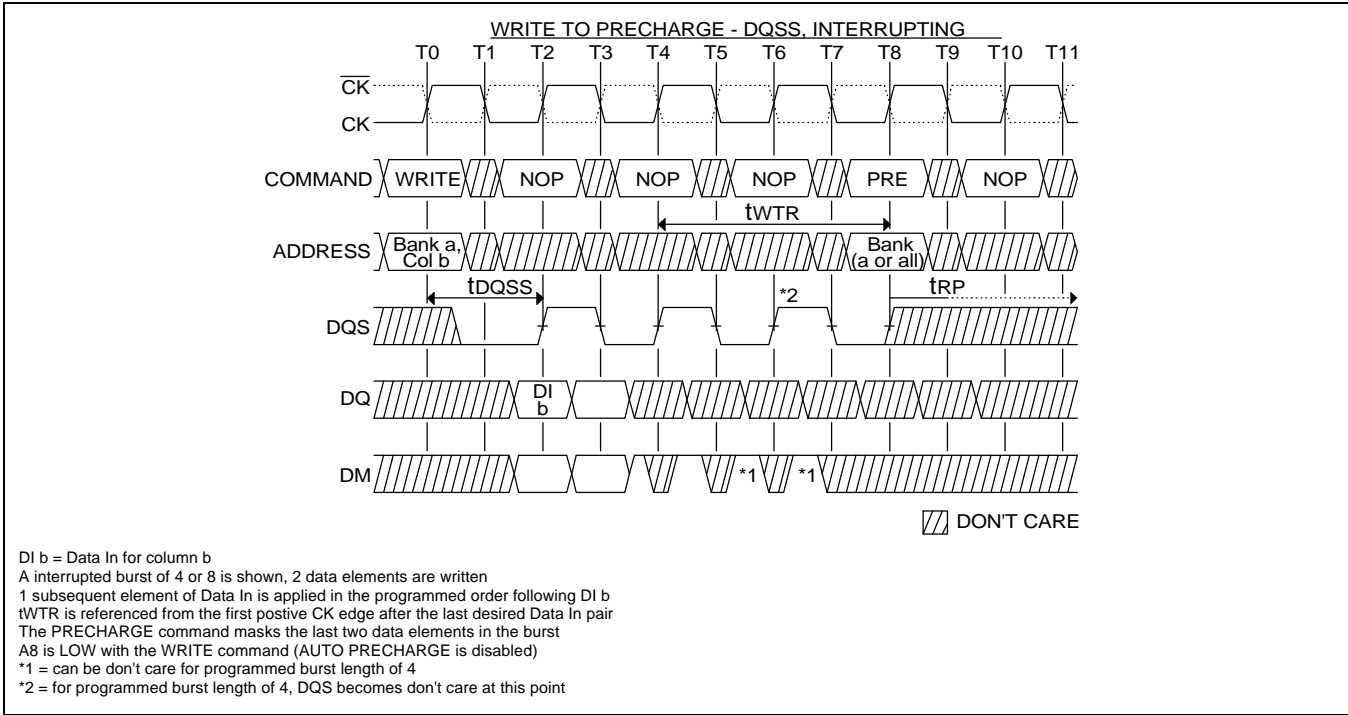 WRITE TO PRECHARGE - DQSS, INTERRUPTING
T0 T1 T2 T3 T4 T5 T6 T7 T8 T9 T10 T11
CK
CK
COMMAND WRITE NOP NOP NOP PRE NOP
tWTR
ADDRESS Bank a, Col b Bank (a or all)
tDQSS *2 tRP
DQS
DQ DI b
DM *1 *1
DON'T CARE
DI b = Data In for column b
A interrupted burst of 4 or 8 is shown, 2 data elements are written
1 subsequent element of Data In is applied in the programmed order following DI b
tWTR is referenced from the first postive CK edge after the last desired Data In pair
The PRECHARGE command masks the last two data elements in the burst
A8 is LOW with the WRITE command (AUTO PRECHARGE is disabled)
*1 = can be don't care for programmed burst length of 4
*2 = for programmed burst length of 4, DQS becomes don't care at this point